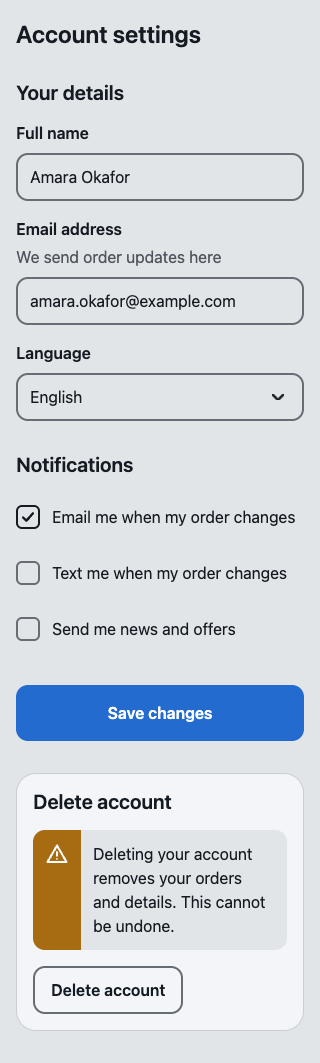 Account settings
Your details
Full name
Amara Okafor
Email address
We send order updates here
amara.okafor@example.com
Language
English
Notifications
Email me when my order changes
Text me when my order changes
Send me news and offers
Save changes
Delete account
Deleting your account
removes your orders
and details. This cannot
be undone.
Delete account